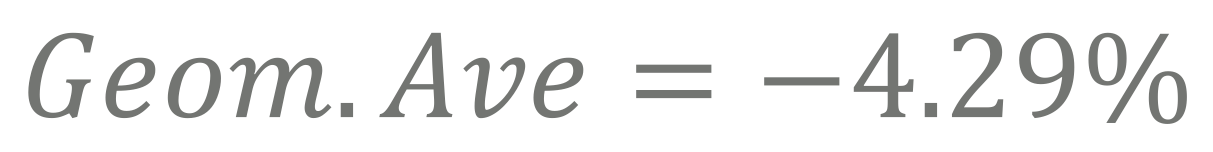 Geom. Ave = −4.29%